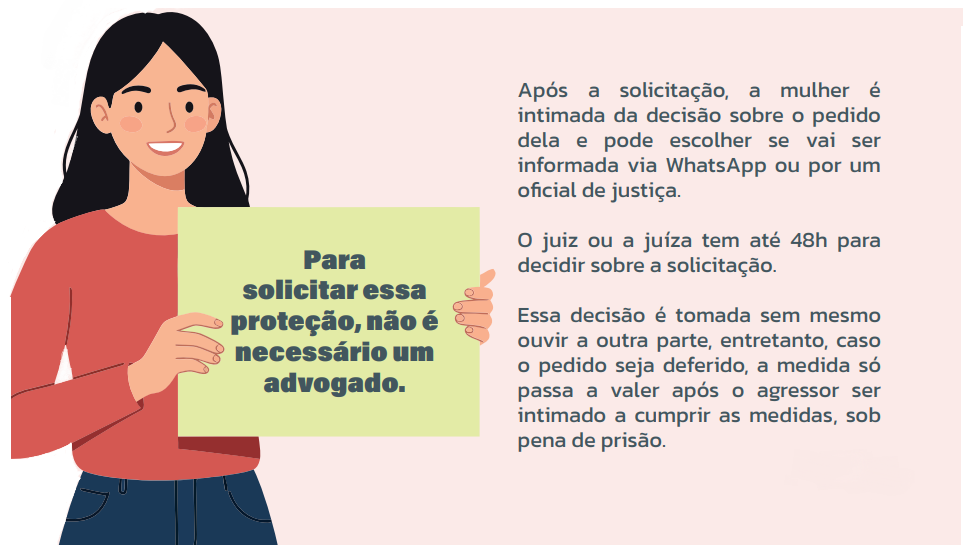 Para
solicitar essa
proteção, não é
necessário um
advogado.
Após a solicitação, a mulher é
intimada da decisão sobre o pedido
dela e pode escolher se vai ser
informada via WhatsApp ou por um
oficial de justiça.
O juiz ou a juíza tem até 48h para
decidir sobre a solicitação.
Essa decisão é tomada sem mesmo
ouvir a outra parte, entretanto, caso
o pedido seja deferido, a medida só
passa a valer após o agressor ser
intimado a cumprir as medidas, sob
pena de prisão.